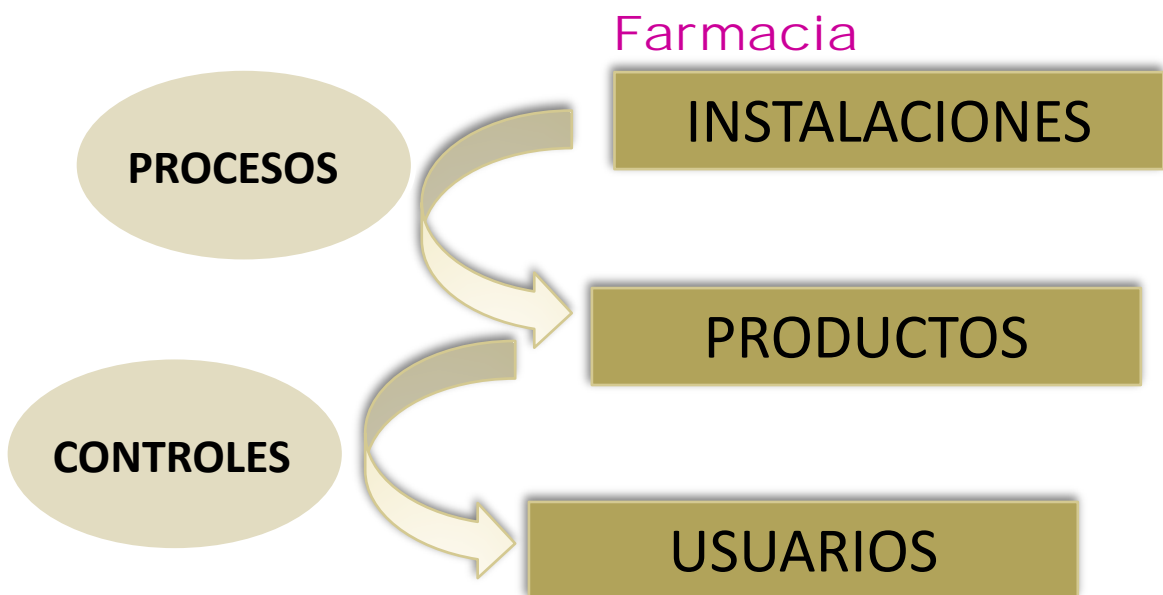 Farmacia
INSTALACIONES
PROCESOS
PRODUCTOS
CONTROLES
USUARIOS